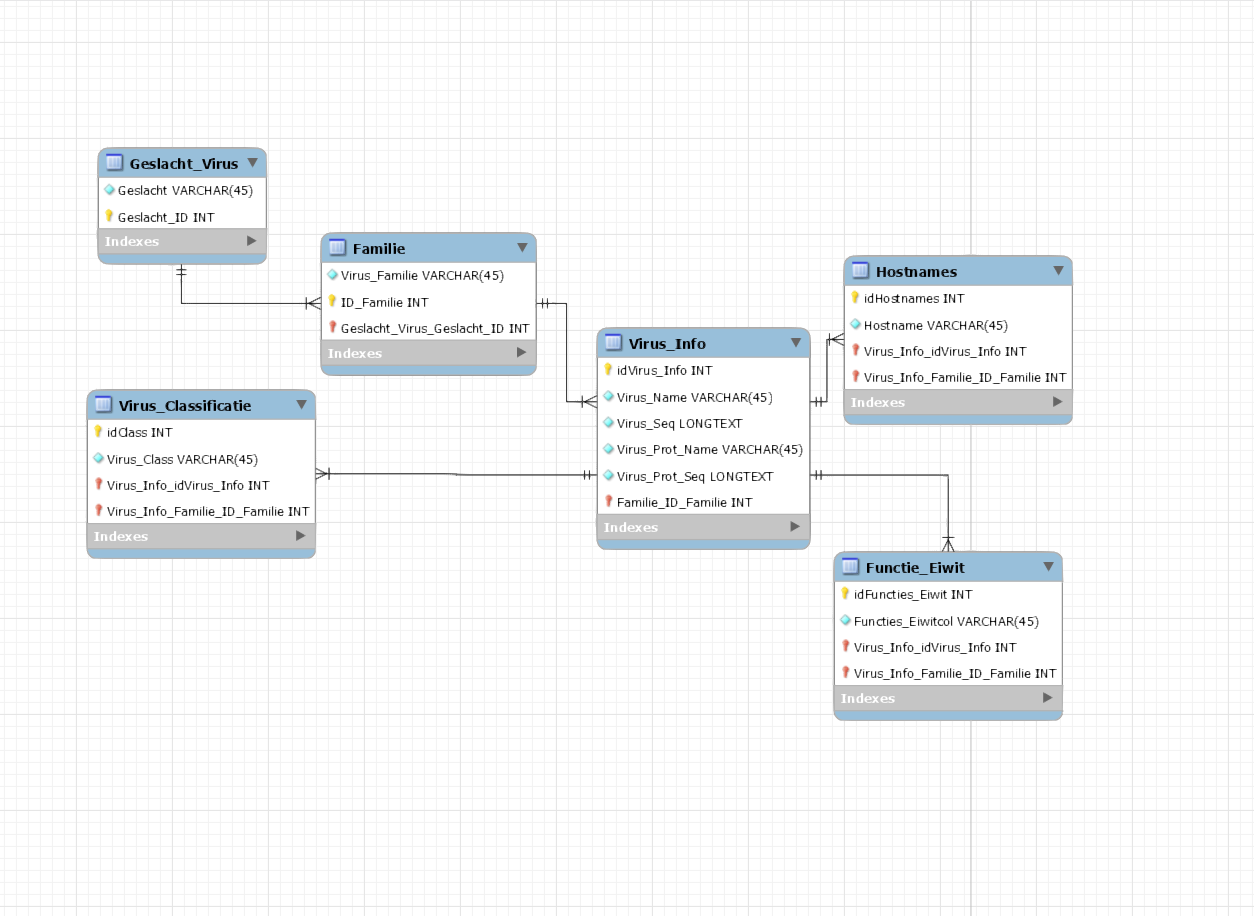 Geslacht_Virus
Geslacht VARCHAR(45)
Geslacht_ID INT
Indexes
Familie
Virus_Familie VARCHAR(45)
ID_Familie INT
Geslacht_Virus_Geslacht_ID INT
Indexes
Virus_Classificatie
idClass INT
Virus_Class VARCHAR(45)
Virus_Info_idVirus_Info INT
Virus_Info_Familie_ID_Familie INT
Indexes
Virus_Info
idVirus_Info INT
Virus_Name VARCHAR(45)
Virus_Seq LONGTEXT
Virus_Prot_Name VARCHAR(45)
Virus_Prot_Seq LONGTEXT
Familie_ID_Familie INT
Indexes
Hostnames
idHostnames INT
Hostname VARCHAR(45)
Virus_Info_idVirus_Info INT
Virus_Info_Familie_ID_Familie INT
Indexes
Functie_Eiwit
idFuncties_Eiwit INT
Functies_Eiwitcol VARCHAR(45)
Virus_Info_idVirus_Info INT
Virus_Info_Familie_ID_Familie INT
Indexes